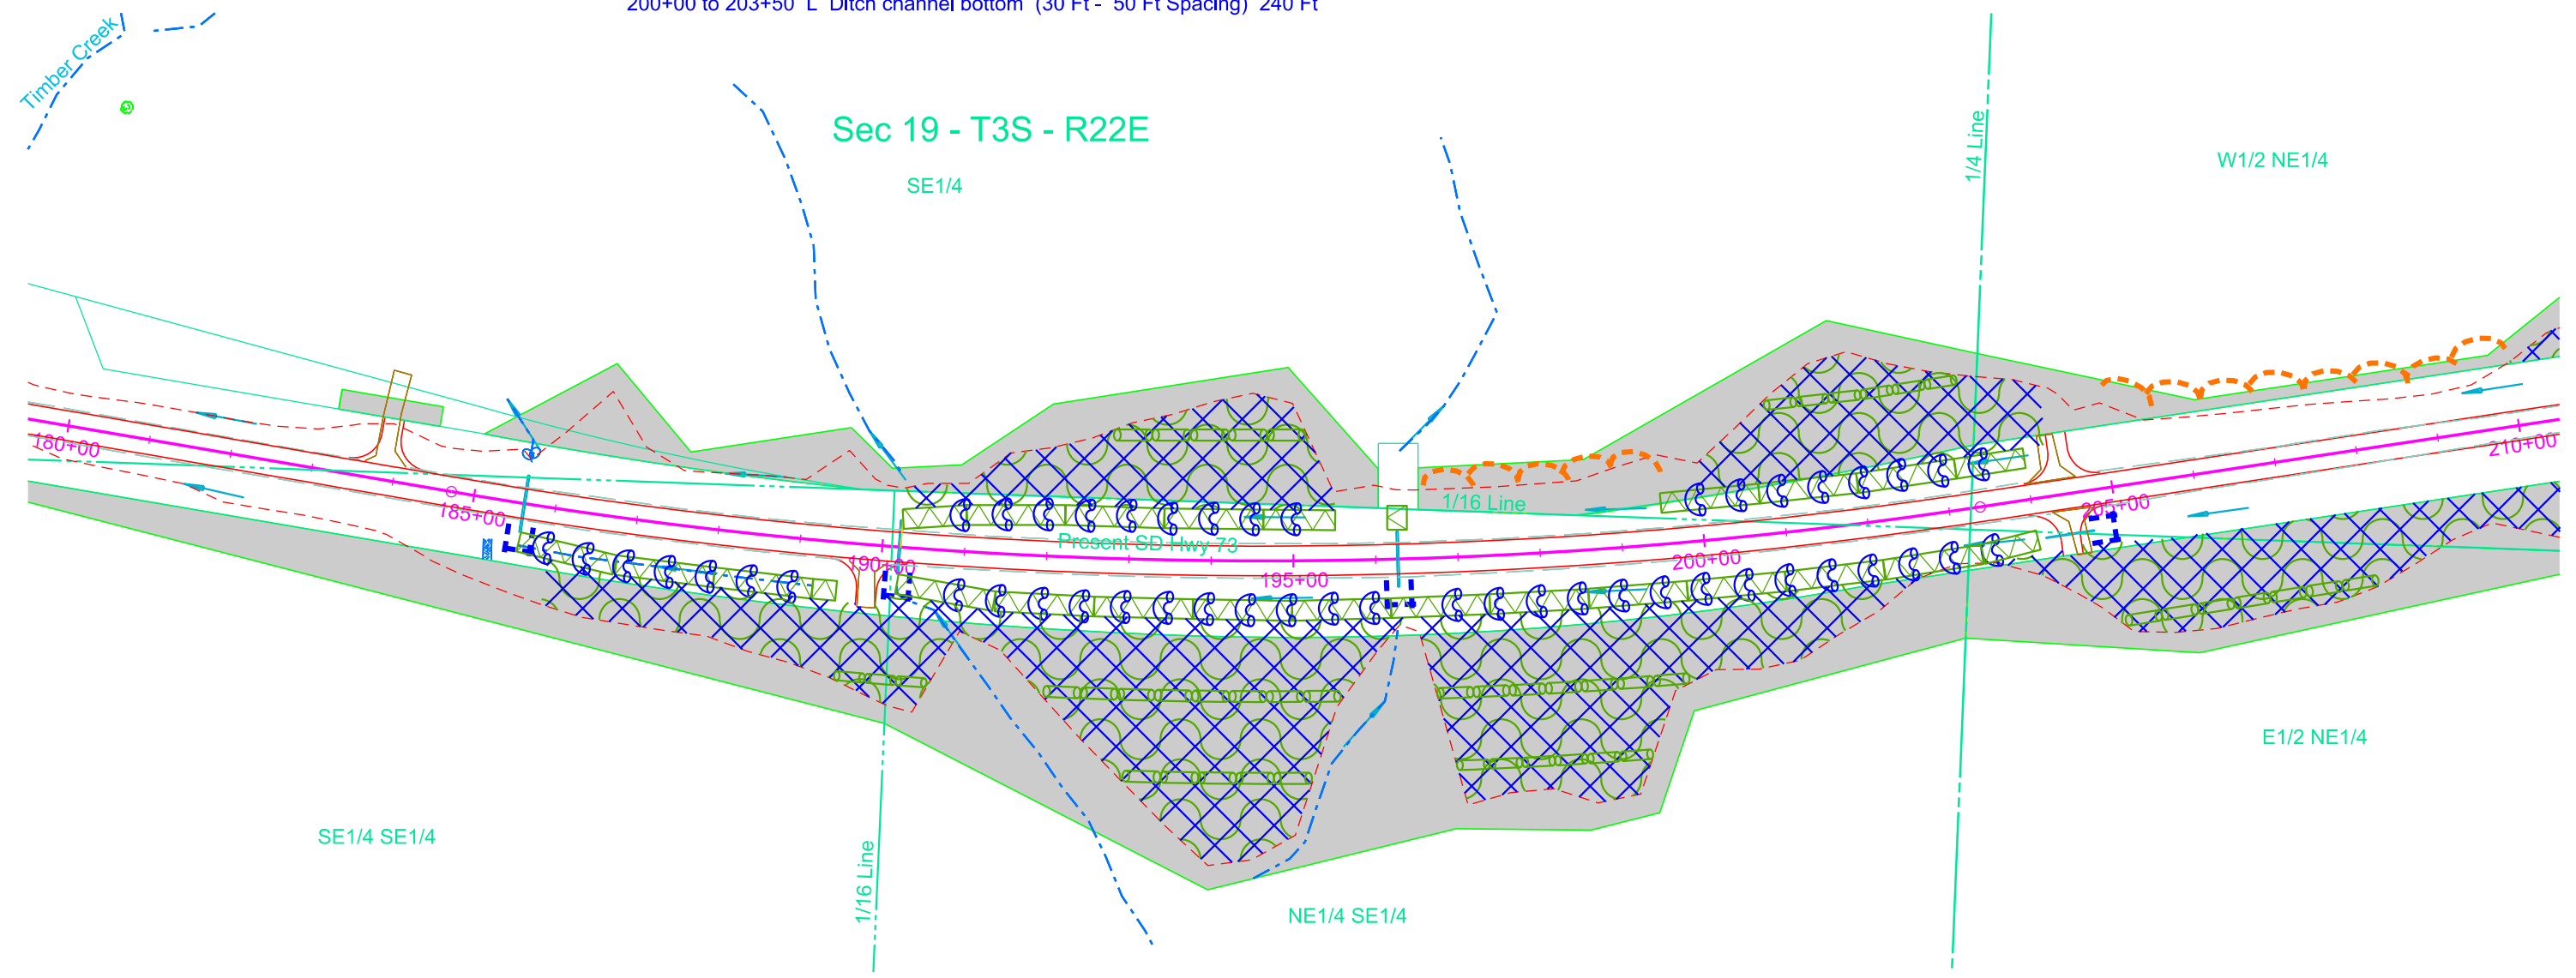 200+00 to 203+50 L Ditch channel bottom (30 Ft - 50 Ft Spacing) 240 Ft
Timber Creek
Sec 19 - T3S - R22E
SE1/4
1/4 Line
W1/2 NE1/4
180+00
185+00
190+00
Present SD Hwy 73
195+00
1/16 Line
200+00
205+00
210+00
SE1/4 SE1/4
1/16 Line
NE1/4 SE1/4
E1/2 NE1/4